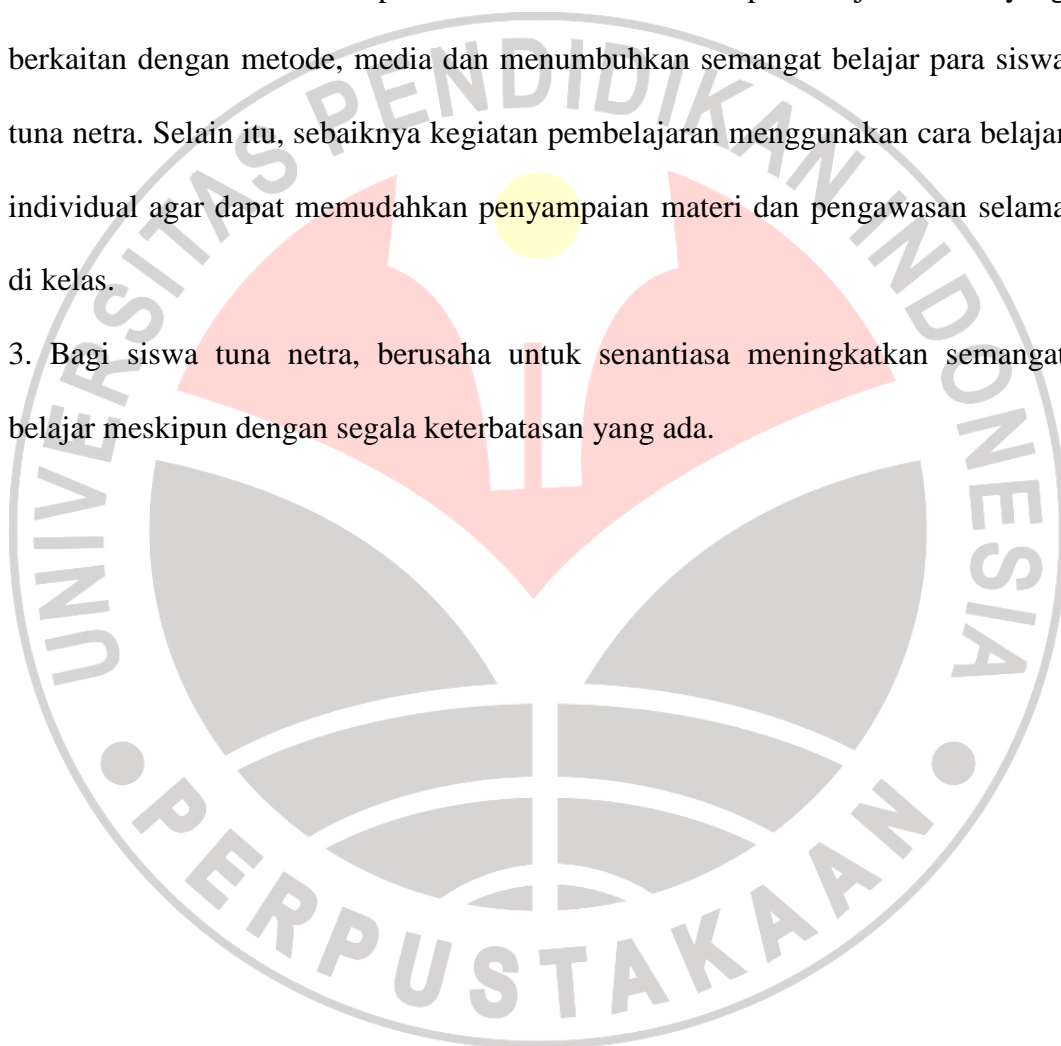 berkaitan dengan metode, media dan menumbuhkan semangat belajar para siswa
tuna netra. Selain itu, sebaiknya kegiatan pembelajaran menggunakan cara belajar
individual agar dapat memudahkan penyampaian materi dan pengawasan selama
di kelas.
3. Bagi siswa tuna netra, berusaha untuk senantiasa meningkatkan semangat
belajar meskipun dengan segala keterbatasan yang ada.
UNIVERSITAS PENDIDIKAN INDONESIA
PERPUSTAKAAN